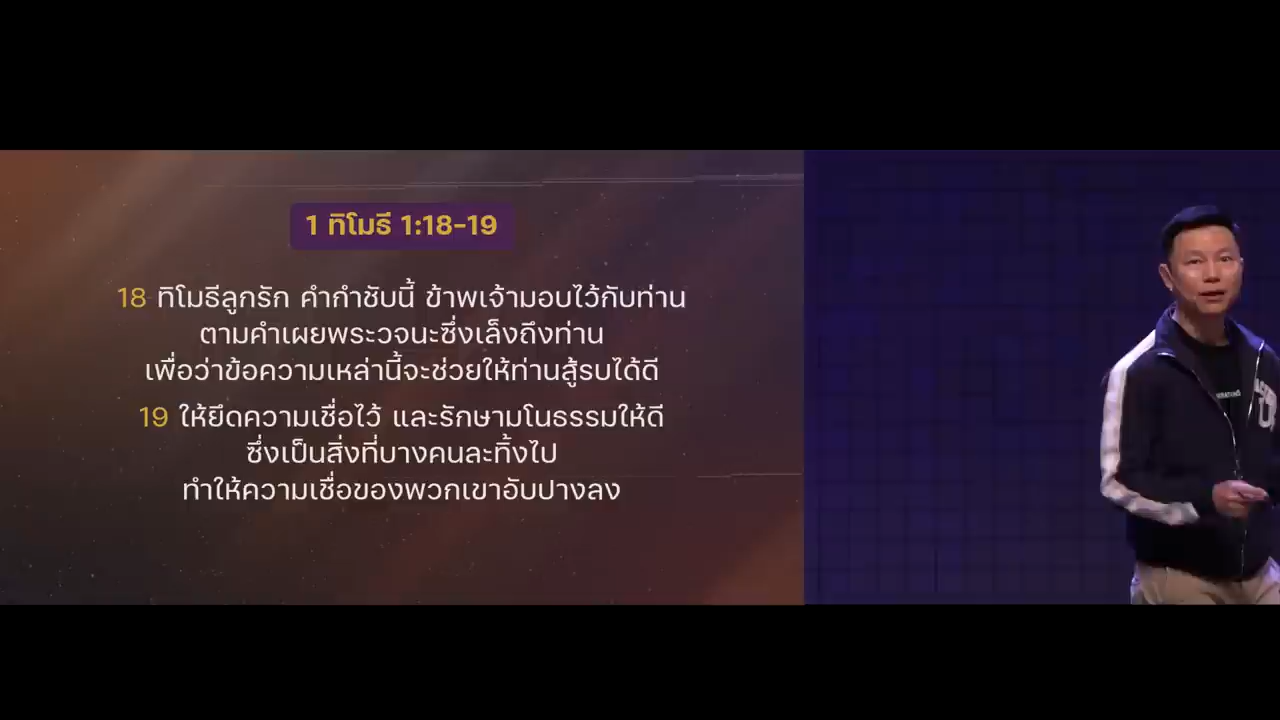 1 ทิโมธี 1:18-19
18 ทิโมธีลูกรัก คำกำชับนี้ ข้าพเจ้ามอบไว้กับท่าน
ตามคำเผยพระวจนะซึ่งเล็งถึงท่าน
เพื่อว่าข้อความเหล่านี้จะช่วยให้ท่านสู้รบได้ดี
19 ให้ยึดความเชื่อไว้ และรักษามโนธรรมให้ดี
ซึ่งเป็นสิ่งที่บางคนละทิ้งไป
ทำให้ความเชื่อของพวกเขาอับปางลง